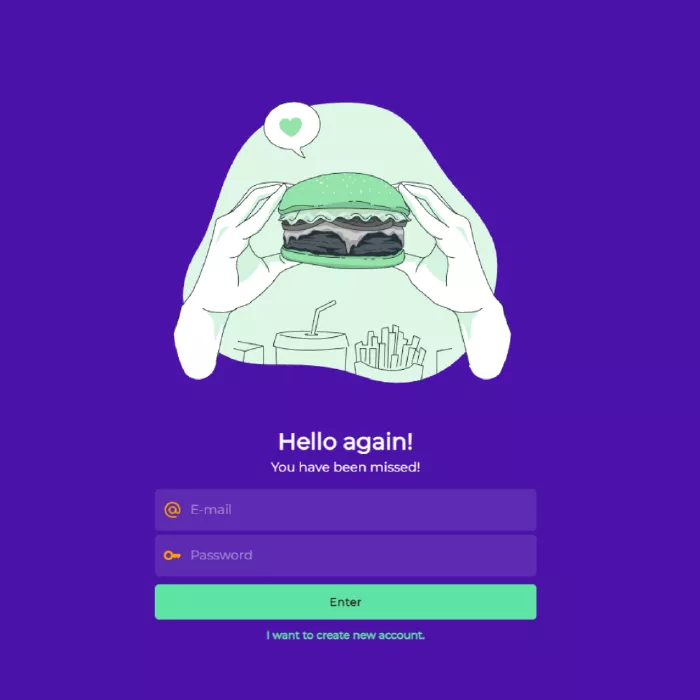 Hello again!
You have been missed!
E-mail
Password
Enter
I want to create new account.